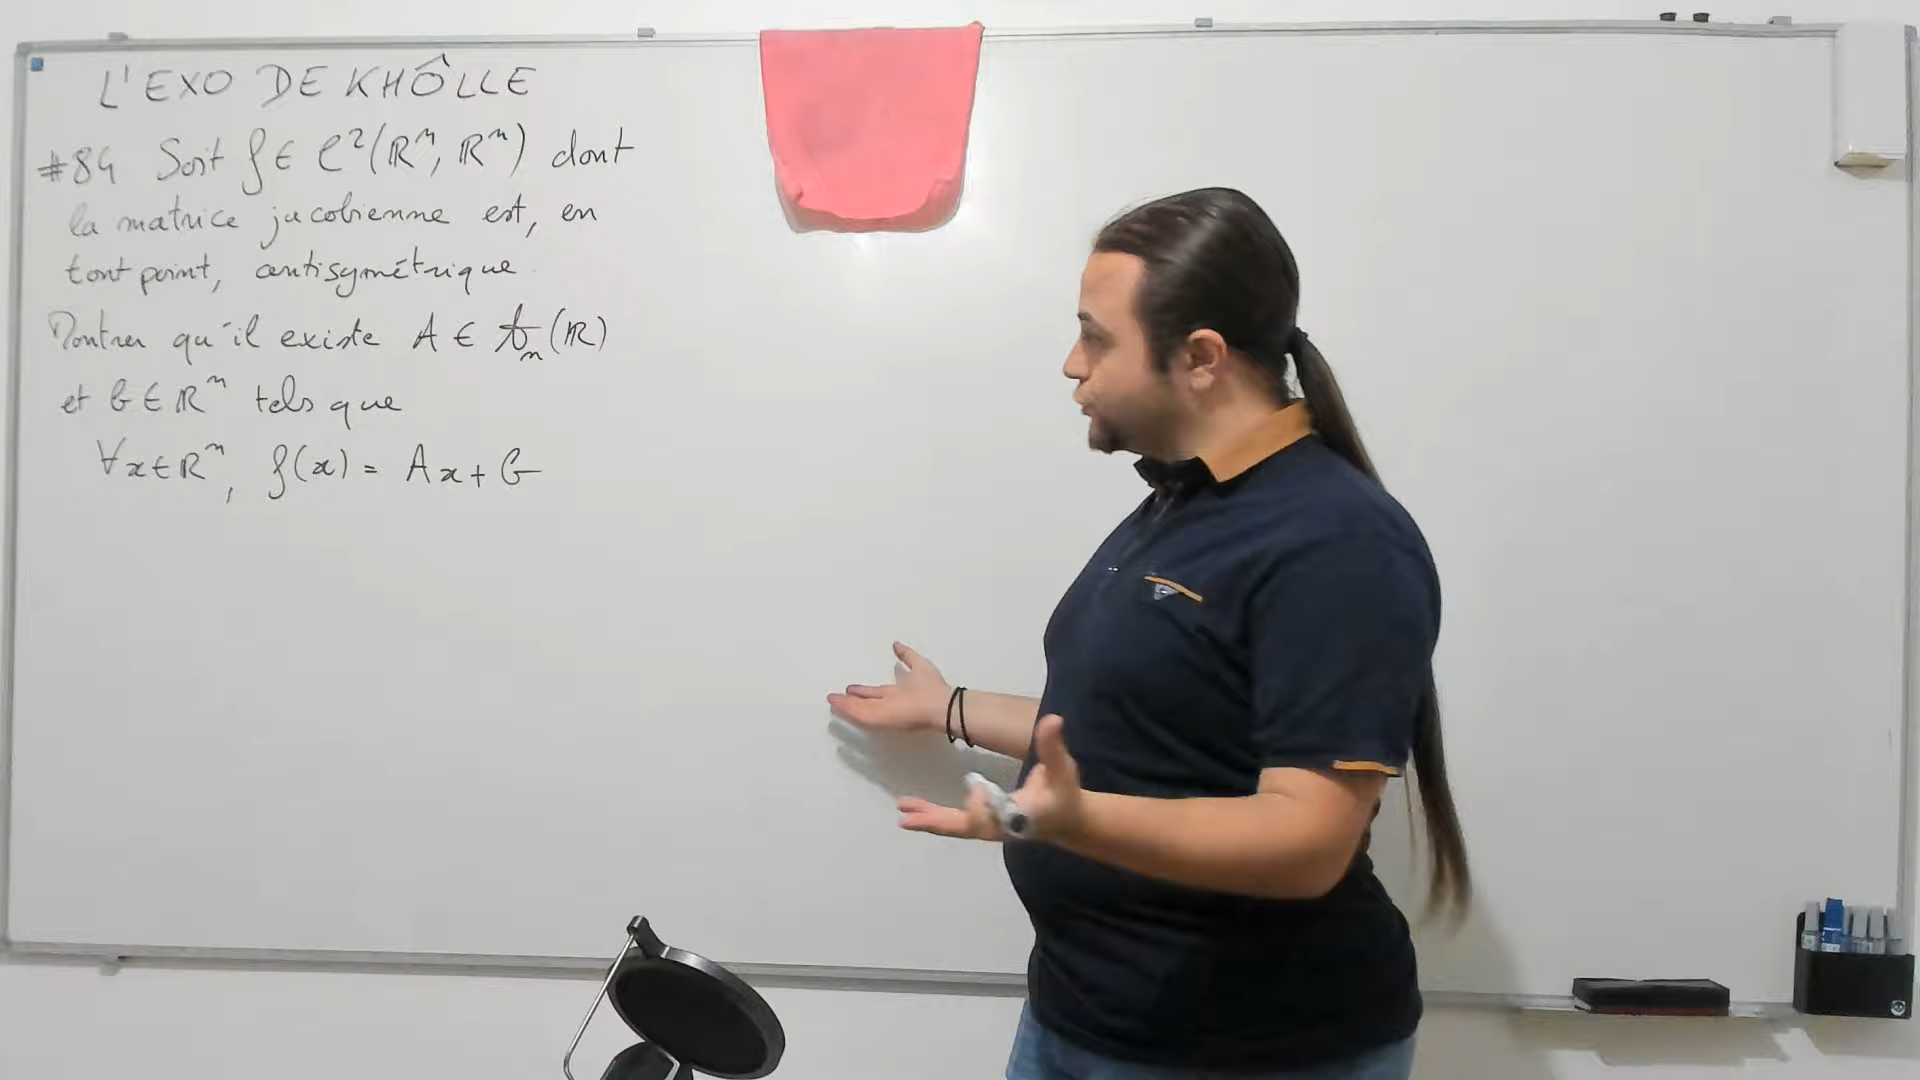 L'EXO DE KHÔLLE
#84 Soit f ∈ C²(ℝⁿ, ℝⁿ) dont
la matrice jacobienne est, en
tout point, antisymétrique.
Montrer qu'il existe A ∈ 𝒜ₙ(ℝ)
et b ∈ ℝⁿ tels que
∀x ∈ ℝⁿ, f(x) = Ax + b